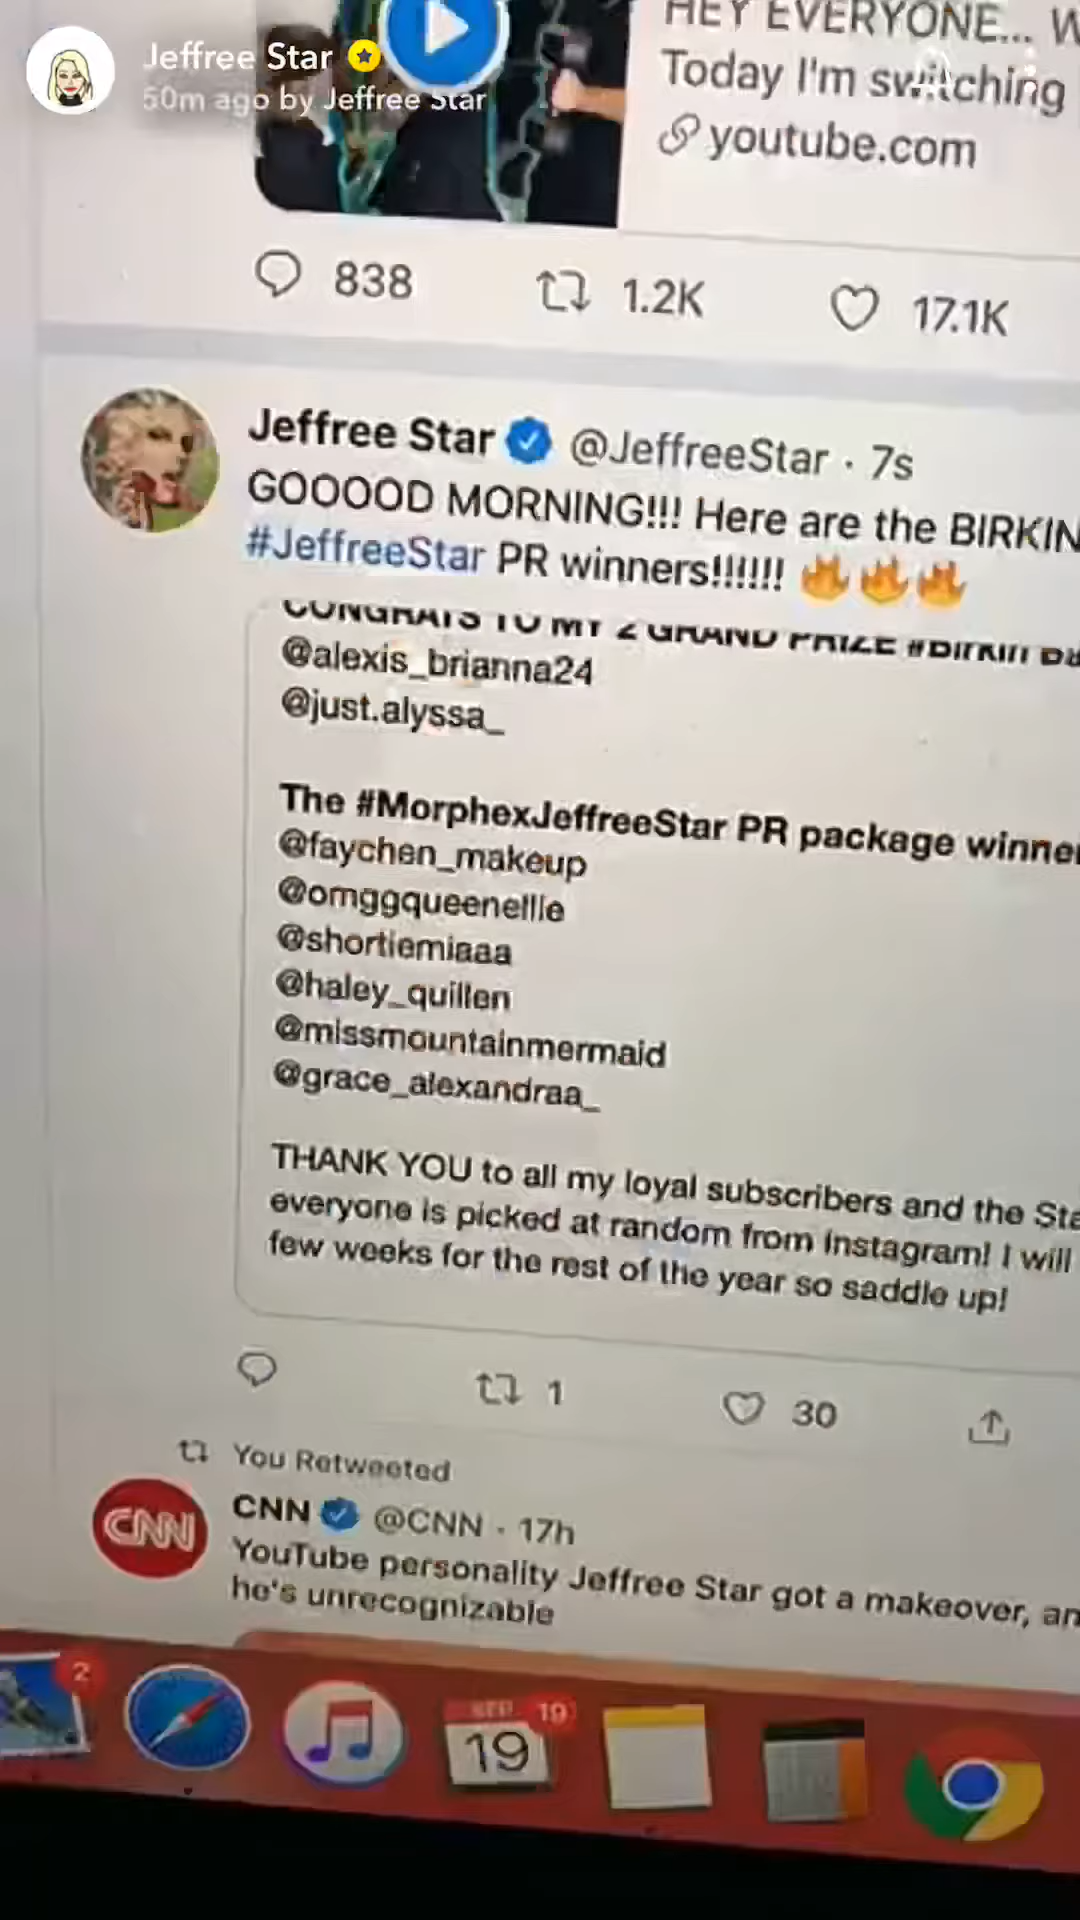 HEY EVERYONE... W
Jeffree Star
Today I'm switching
50m ago by Jeffree Star
youtube.com
838 1.2K 17.1K
Jeffree Star @JeffreeStar · 7s
GOOOOD MORNING!!! Here are the BIRKIN
#JeffreeStar PR winners!!!!!! 🔥🔥🔥
CONGRATS TO MY 2 GRAND PRIZE #Birkin Ba
@alexis_brianna24
@just.alyssa_
The #MorphexJeffreeStar PR package winner
@faychen_makeup
@omggqueenellie
@shortiemiaaa
@haley_quillen
@missmountainmermaid
@grace_alexandraa_
THANK YOU to all my loyal subscribers and the Sta
everyone is picked at random from Instagram! I will
few weeks for the rest of the year so saddle up!
1 30
You Retweeted
CNN @CNN · 17h
CNN
YouTube personality Jeffree Star got a makeover, an
he's unrecognizable
2
SEP 19
19